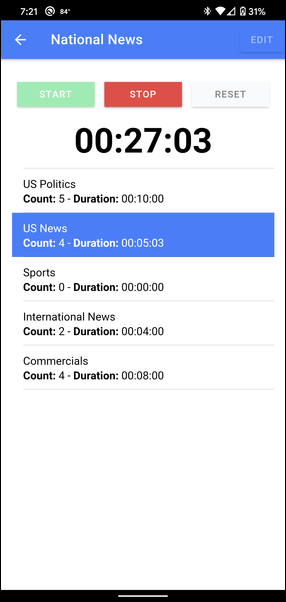 7:21 84° 31%
National News EDIT
START STOP RESET
00:27:03
US Politics
Count: 5 - Duration: 00:10:00
US News
Count: 4 - Duration: 00:05:03
Sports
Count: 0 - Duration: 00:00:00
International News
Count: 2 - Duration: 00:04:00
Commercials
Count: 4 - Duration: 00:08:00